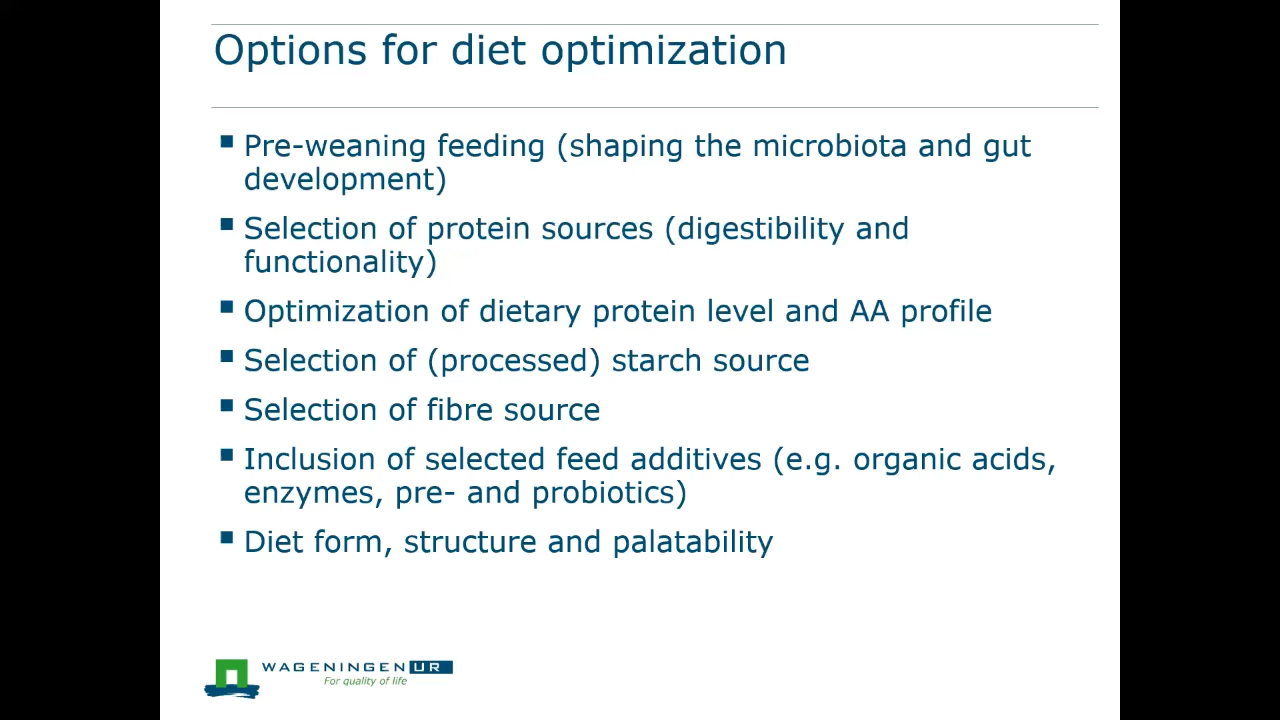 Options for diet optimization
Pre-weaning feeding (shaping the microbiota and gut
development)
Selection of protein sources (digestibility and
functionality)
Optimization of dietary protein level and AA profile
Selection of (processed) starch source
Selection of fibre source
Inclusion of selected feed additives (e.g. organic acids,
enzymes, pre- and probiotics)
Diet form, structure and palatability
WAGENINGEN UR
For quality of life